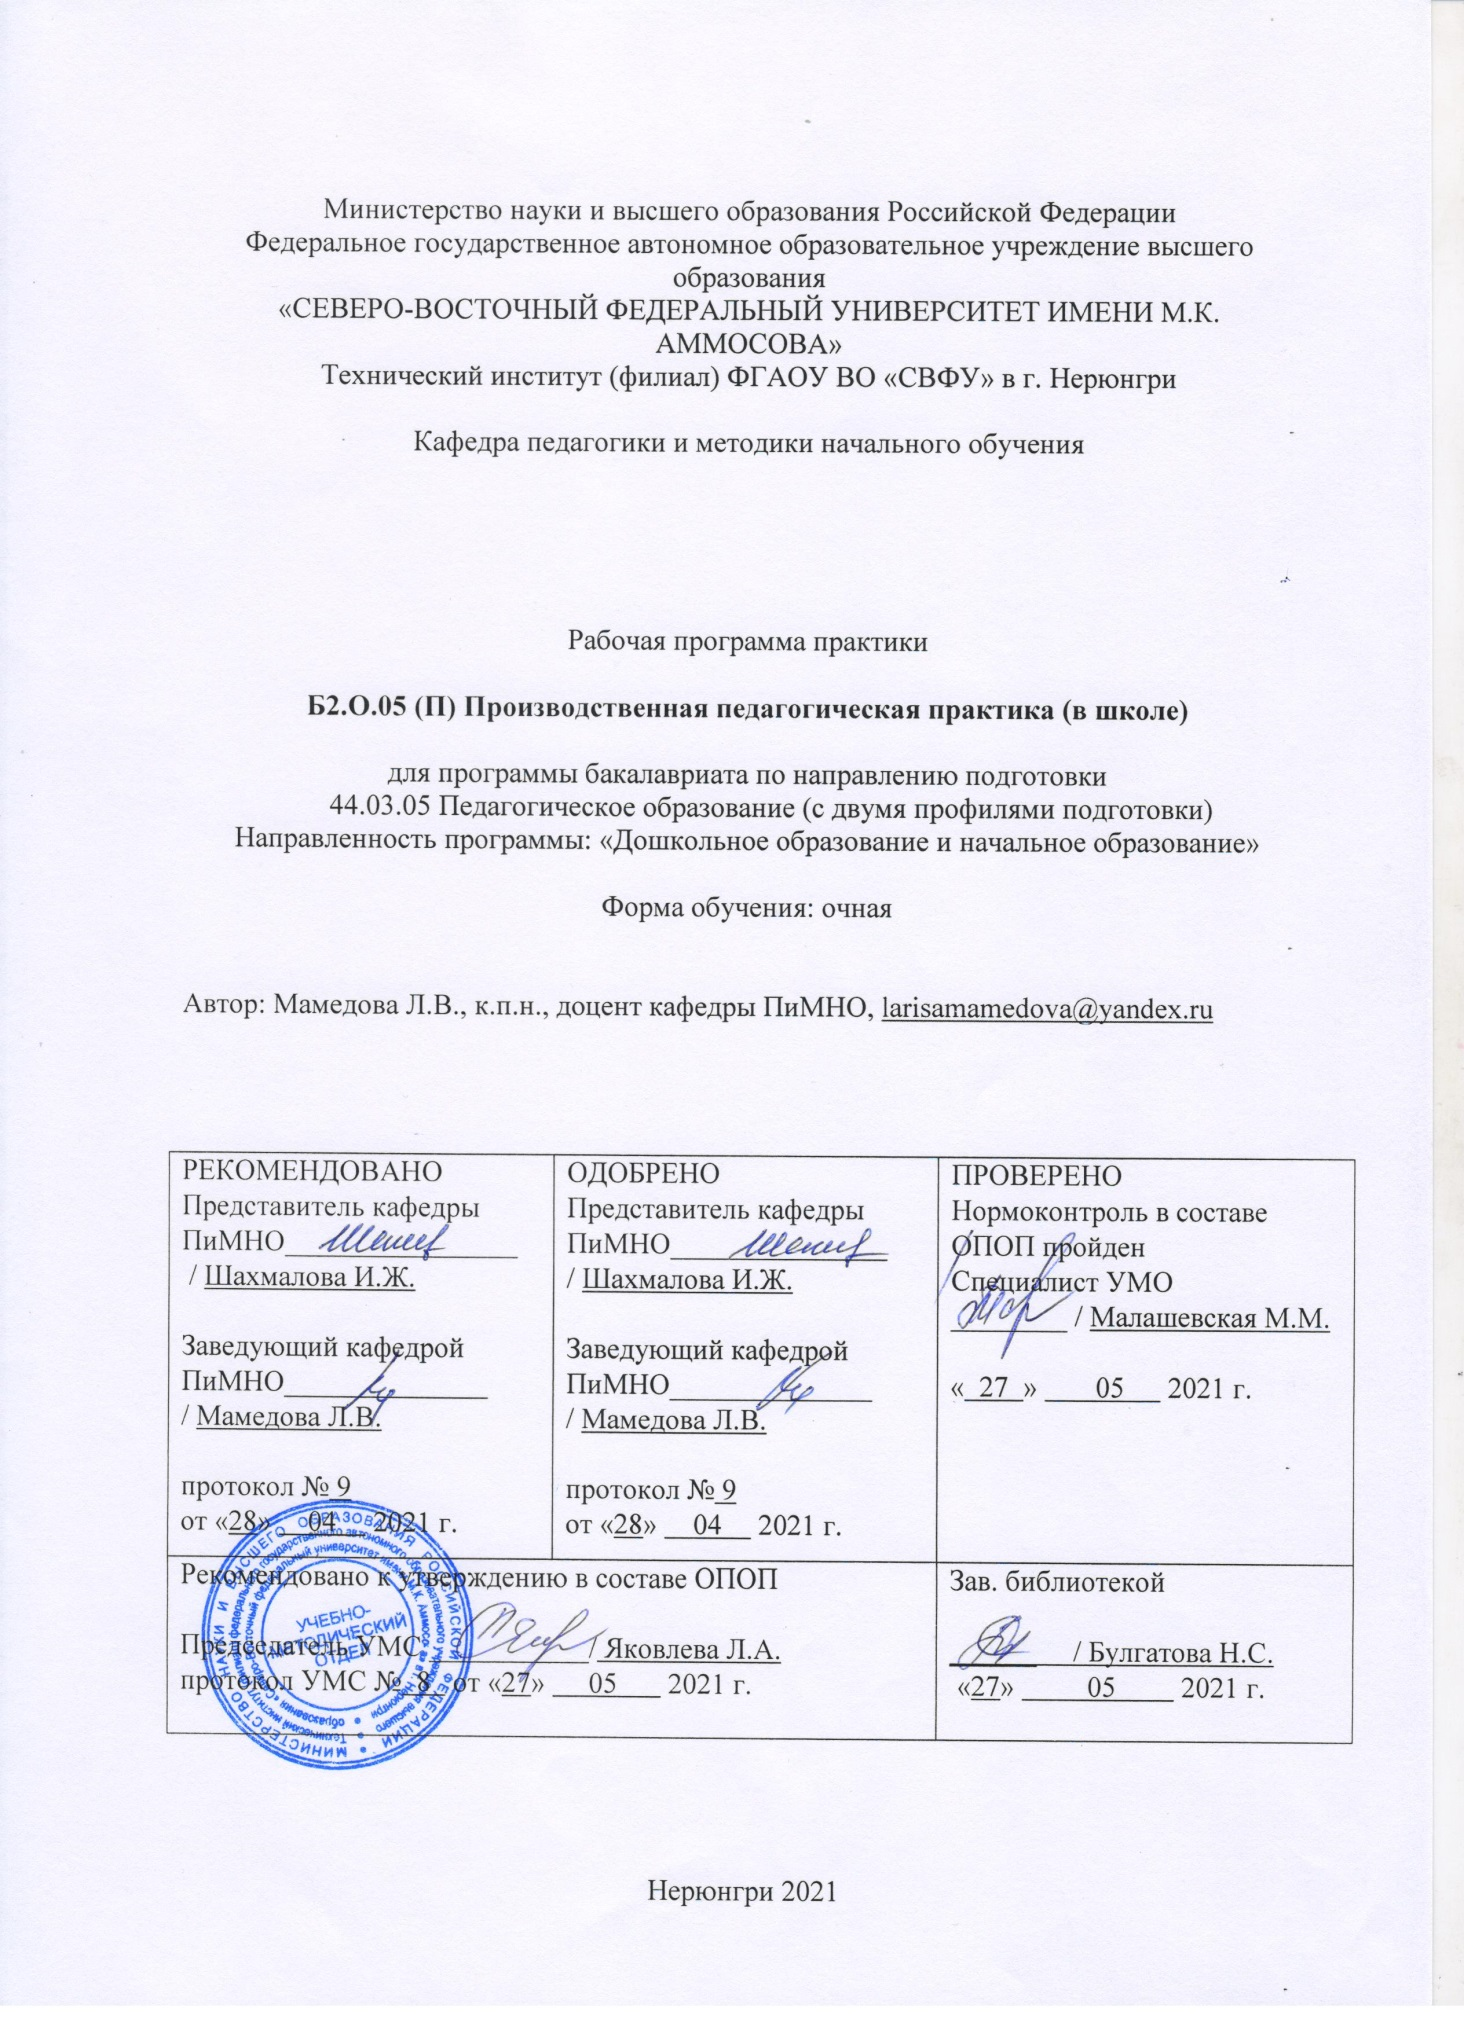 Министерство науки и высшего образования Российской Федерации
Федеральное государственное автономное образовательное учреждение высшего
образования
«СЕВЕРО-ВОСТОЧНЫЙ ФЕДЕРАЛЬНЫЙ УНИВЕРСИТЕТ ИМЕНИ М.К.
АММОСОВА»
Технический институт (филиал) ФГАОУ ВО «СВФУ» в г. Нерюнгри
Кафедра педагогики и методики начального обучения
Рабочая программа практики
Б2.О.05 (П) Производственная педагогическая практика (в школе)
для программы бакалавриата по направлению подготовки
44.03.05 Педагогическое образование (с двумя профилями подготовки)
Направленность программы: «Дошкольное образование и начальное образование»
Форма обучения: очная
Автор: Мамедова Л.В., к.п.н., доцент кафедры ПиМНО, larisamamedova@yandex.ru
РЕКОМЕНДОВАНО
Представитель кафедры
ПиМНО
/ Шахмалова И.Ж.
Заведующий кафедрой
ПиМНО
/ Мамедова Л.В.
протокол № 9
от «28» 04 2021 г.
ОДОБРЕНО
Представитель кафедры
ПиМНО
/ Шахмалова И.Ж.
Заведующий кафедрой
ПиМНО
/ Мамедова Л.В.
протокол № 9
от «28» 04 2021 г.
ПРОВЕРЕНО
Нормоконтроль в составе
ОПОП пройден
Специалист УМО
/ Малашевская М.М.
« 27 » 05 2021 г.
Рекомендовано к утверждению в составе ОПОП
Председатель УМС / Яковлева Л.А.
протокол УМС № 8 от «27» 05 2021 г.
Зав. библиотекой
/ Булгатова Н.С.
«27» 05 2021 г.
МИНИСТЕРСТВО НАУКИ И ВЫСШЕГО ОБРАЗОВАНИЯ РОССИЙСКОЙ ФЕДЕРАЦИИ
УЧЕБНО-
МЕТОДИЧЕСКИЙ
ОТДЕЛ
Нерюнгри 2021